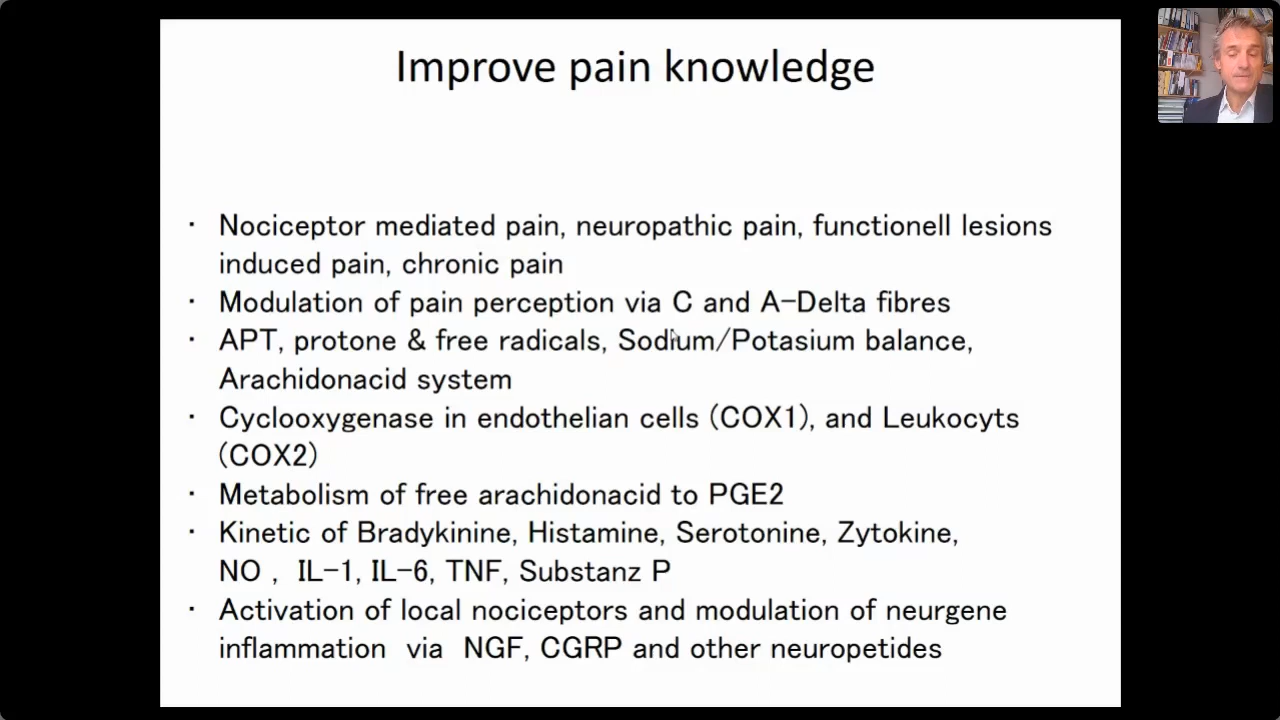 Improve pain knowledge
· Nociceptor mediated pain, neuropathic pain, functionell lesions
induced pain, chronic pain
· Modulation of pain perception via C and A-Delta fibres
· APT, protone & free radicals, Sodium/Potasium balance,
Arachidonacid system
· Cyclooxygenase in endothelian cells (COX1), and Leukocyts
(COX2)
· Metabolism of free arachidonacid to PGE2
· Kinetic of Bradykinine, Histamine, Serotonine, Zytokine,
NO , IL-1, IL-6, TNF, Substanz P
· Activation of local nociceptors and modulation of neurgene
inflammation via NGF, CGRP and other neuropetides